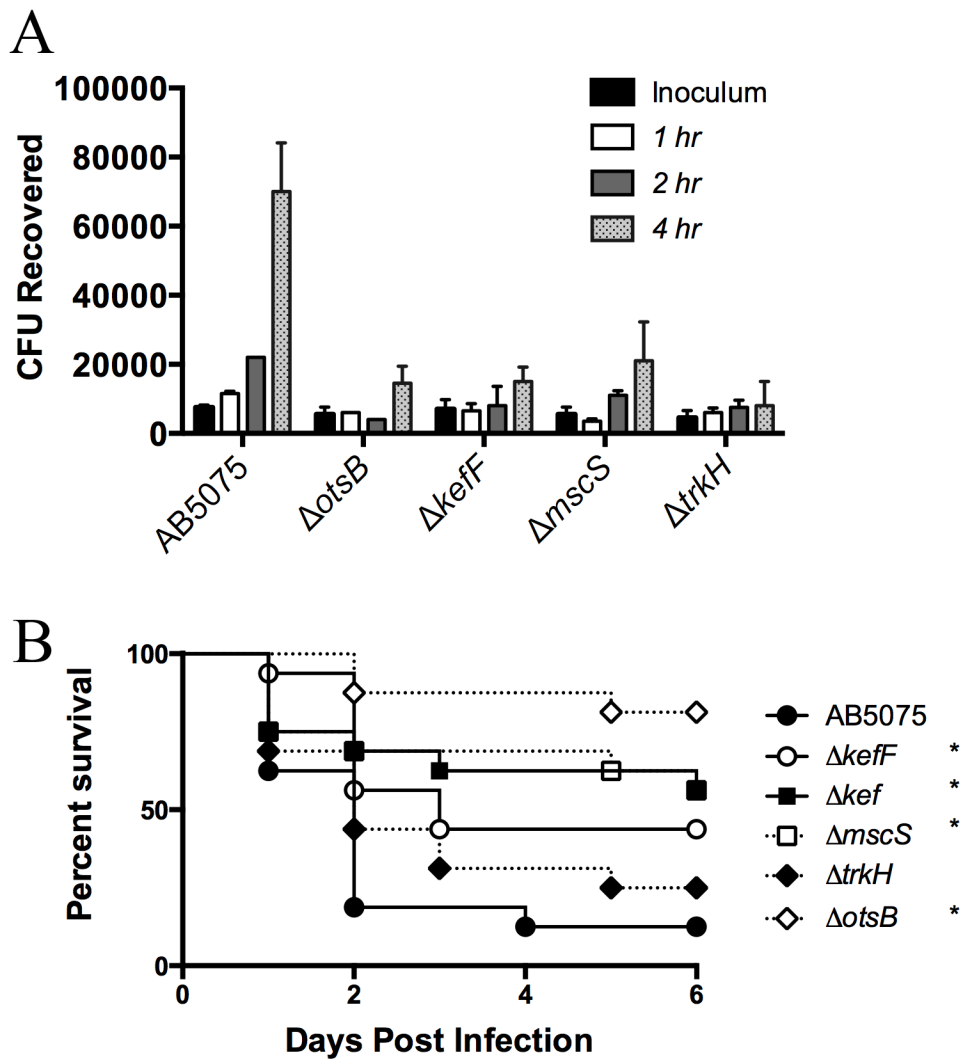 A
CFU Recovered
100000
80000
60000
40000
20000
0
Inoculum
1 hr
2 hr
4 hr
AB5075
ΔotsB
ΔkefF
ΔmscS
ΔtrkH
B
Percent survival
100
50
0
0
2
4
6
Days Post Infection
AB5075
ΔkefF *
Δkef *
ΔmscS *
ΔtrkH
ΔotsB *